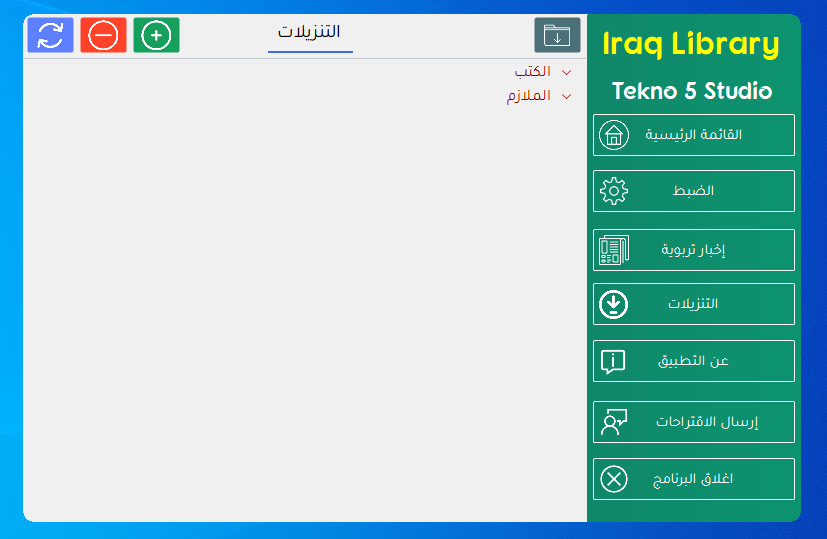 التنزيلات
الكتب
الملازم
Iraq Library
Tekno 5 Studio
القائمة الرئيسية
الضبط
إخبار تربوية
التنزيلات
عن التطبيق
إرسال الاقتراحات
اغلاق البرنامج